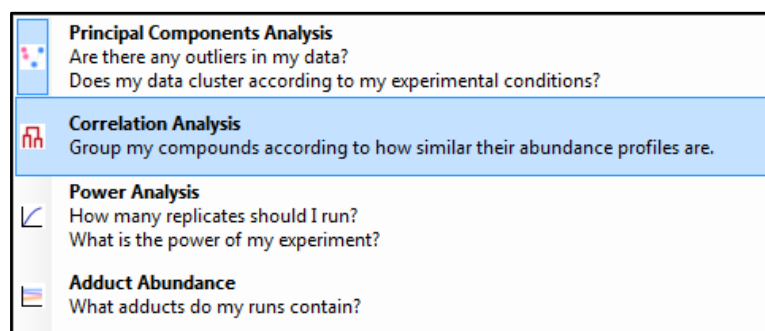 Principal Components Analysis
Are there any outliers in my data?
Does my data cluster according to my experimental conditions?
Correlation Analysis
Group my compounds according to how similar their abundance profiles are.
Power Analysis
How many replicates should I run?
What is the power of my experiment?
Adduct Abundance
What adducts do my runs contain?